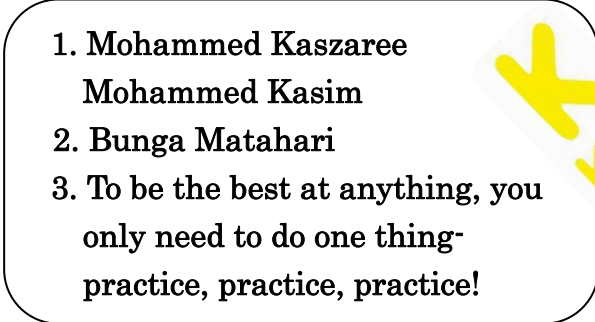 1. Mohammed Kaszaree
Mohammed Kasim
2. Bunga Matahari
3. To be the best at anything, you
only need to do one thing-
practice, practice, practice!
K